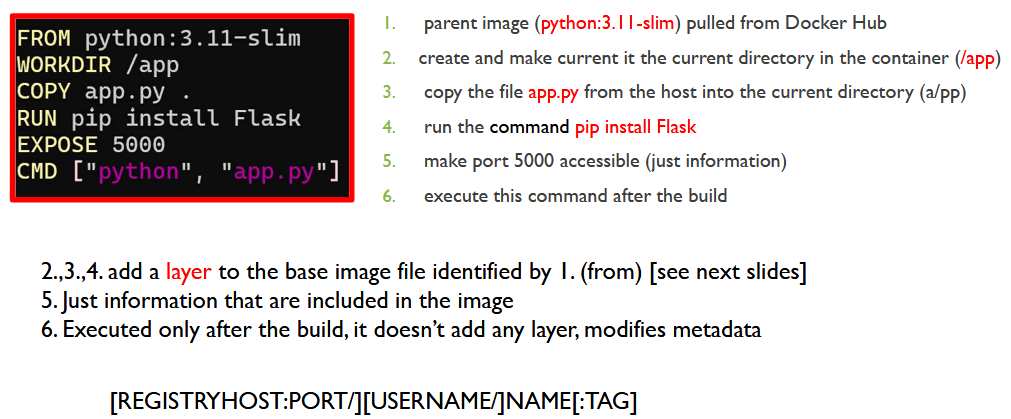 FROM python:3.11-slim
WORKDIR /app
COPY app.py .
RUN pip install Flask
EXPOSE 5000
CMD ["python", "app.py"]
1. parent image (python:3.11-slim) pulled from Docker Hub
2. create and make current it the current directory in the container (/app)
3. copy the file app.py from the host into the current directory (a/pp)
4. run the command pip install Flask
5. make port 5000 accessible (just information)
6. execute this command after the build
2.,3.,4. add a layer to the base image file identified by 1. (from) [see next slides]
5. Just information that are included in the image
6. Executed only after the build, it doesn’t add any layer, modifies metadata
[REGISTRYHOST:PORT/][USERNAME/]NAME[:TAG]